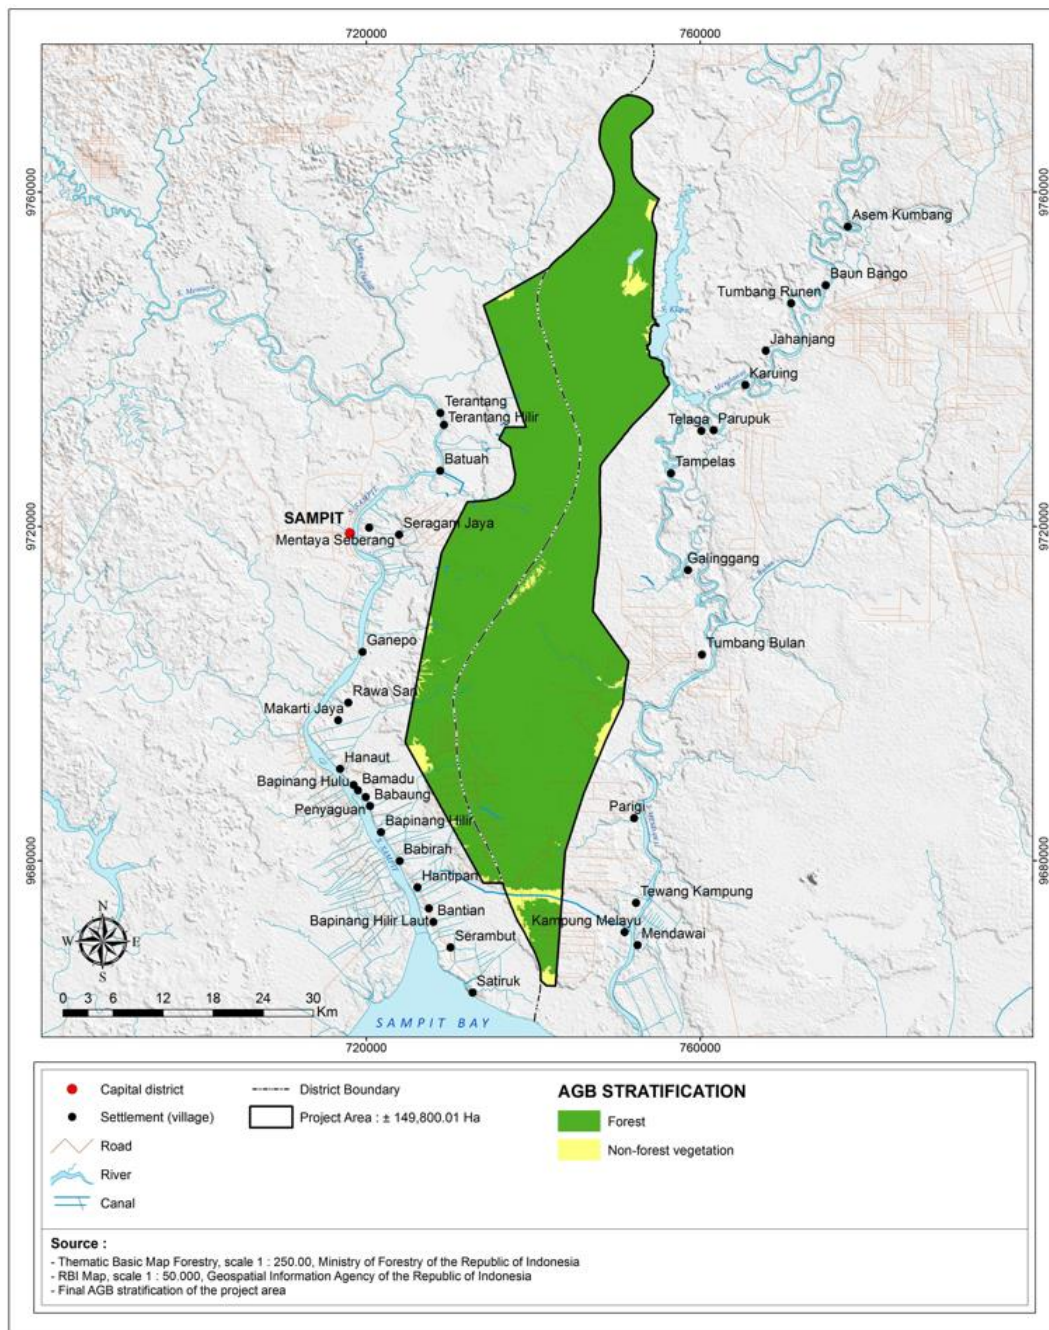 720000
760000
9760000
9760000
Asem Kumbang
Baun Bango
Tumbang Runen
Jahanjang
Karuing
Terantang
Terantang Hilir
Telaga
Parupuk
Batuah
Tampelas
S. SAMPIT
9720000
9720000
SAMPIT
Seragam Jaya
Mentaya Seberang
Galinggang
Ganepo
Tumbang Bulan
Rawa Sari
Makarti Jaya
Hanaut
Bapinang Hulu
Bamadu
Babaung
Penyaguan
Parigi
Bapinang Hilir
S. SAMPIT
Babirah
9680000
9680000
Hantipan
Tewang Kampung
Bantian
Bapinang Hilir Laut
Kampung Melayu
Mendawai
Serambut
N
W
E
S
Satiruk
0 3 6 12 18 24 30
Km
SAMPIT BAY
720000
760000
Capital district
Settlement (village)
Road
River
Canal
District Boundary
Project Area : ± 149,800.01 Ha
AGB STRATIFICATION
Forest
Non-forest vegetation
Source :
- Thematic Basic Map Forestry, scale 1 : 250.00, Ministry of Forestry of the Republic of Indonesia
- RBI Map, scale 1 : 50.000, Geospatial Information Agency of the Republic of Indonesia
- Final AGB stratification of the project area